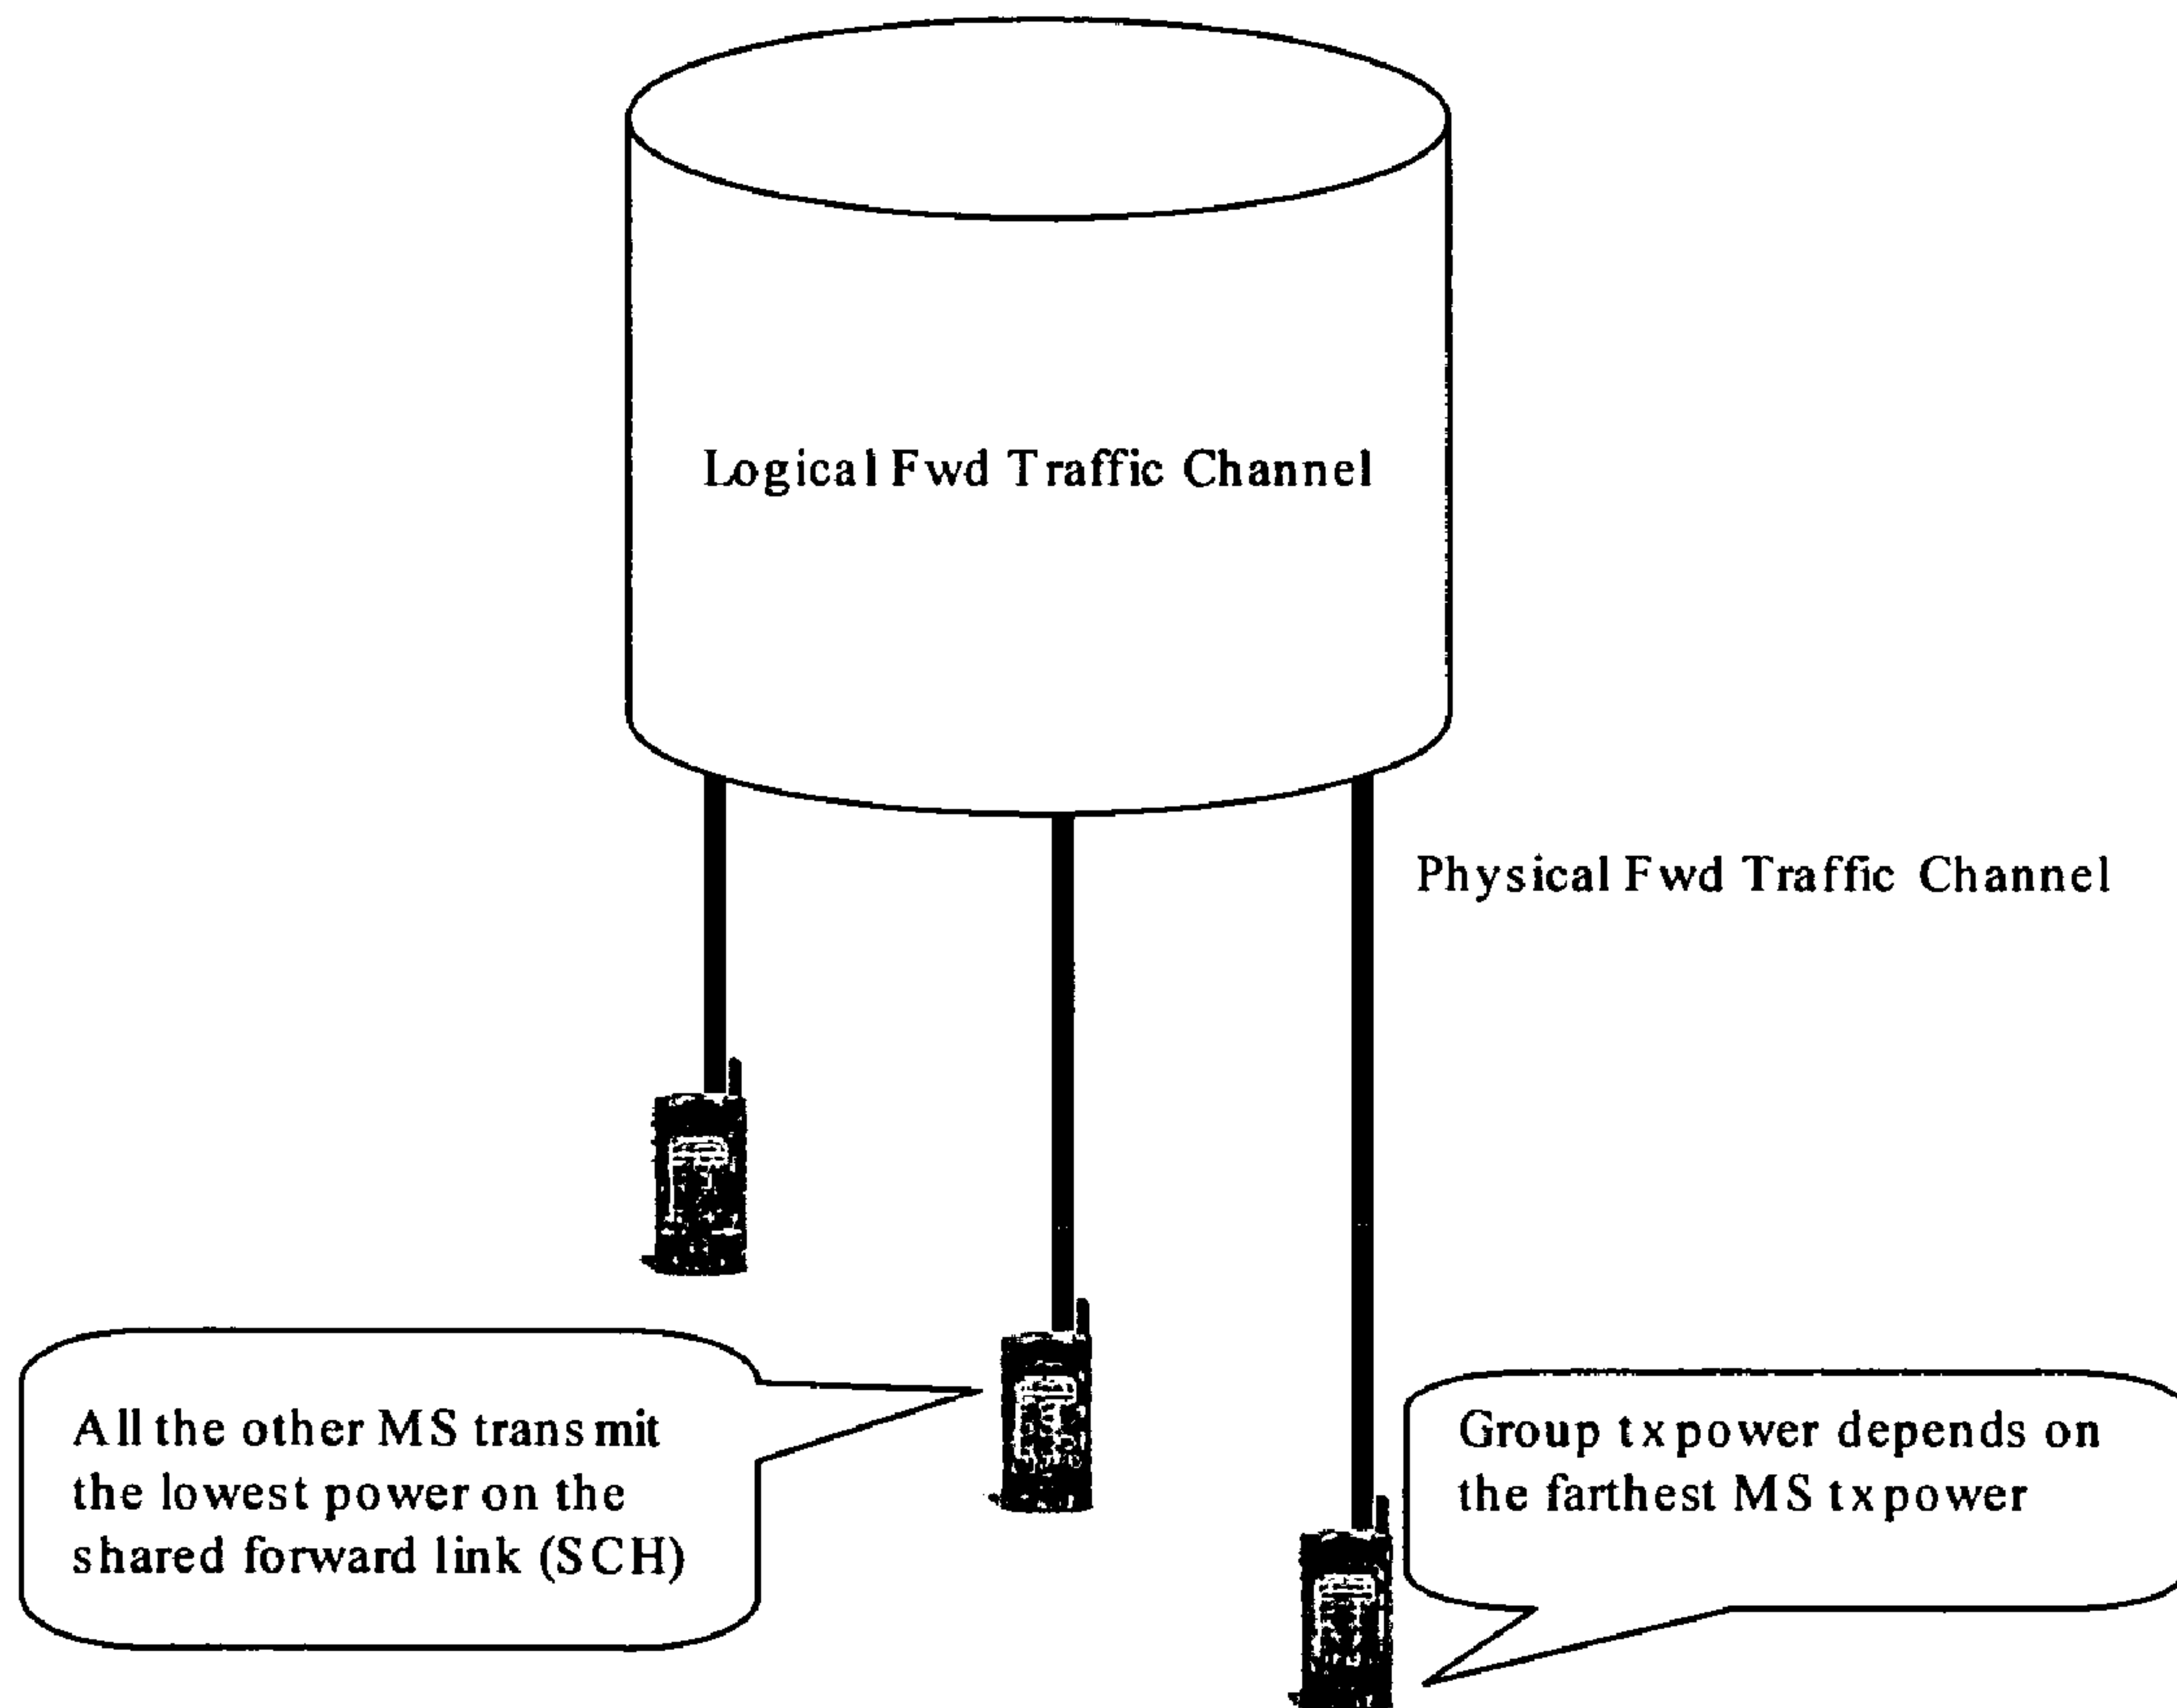 Logical Fwd Traffic Channel
Physical Fwd Traffic Channel
All the other MS transmit
the lowest power on the
shared forward link (SCH)
Group txpower depends on
the farthest MS txpower